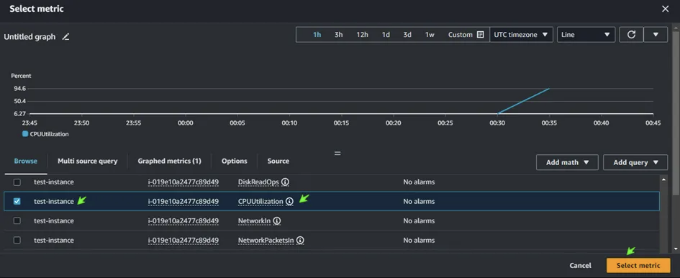 Select metric
Untitled graph
1h 3h 12h 1d 3d 1w Custom UTC timezone Line
Percent
94.6
50.4
6.27
23:45 23:50 23:55 00:00 00:05 00:10 00:15 00:20 00:25 00:30 00:35 00:40 00:45
CPUUtilization
Browse Multi source query Graphed metrics (1) Options Source Add math Add query
test-instance i-019e10a2477c89d49 DiskReadOps No alarms
test-instance i-019e10a2477c89d49 CPUUtilization No alarms
test-instance i-019e10a2477c89d49 NetworkIn No alarms
test-instance i-019e10a2477c89d49 NetworkPacketsIn No alarms
Cancel Select metric